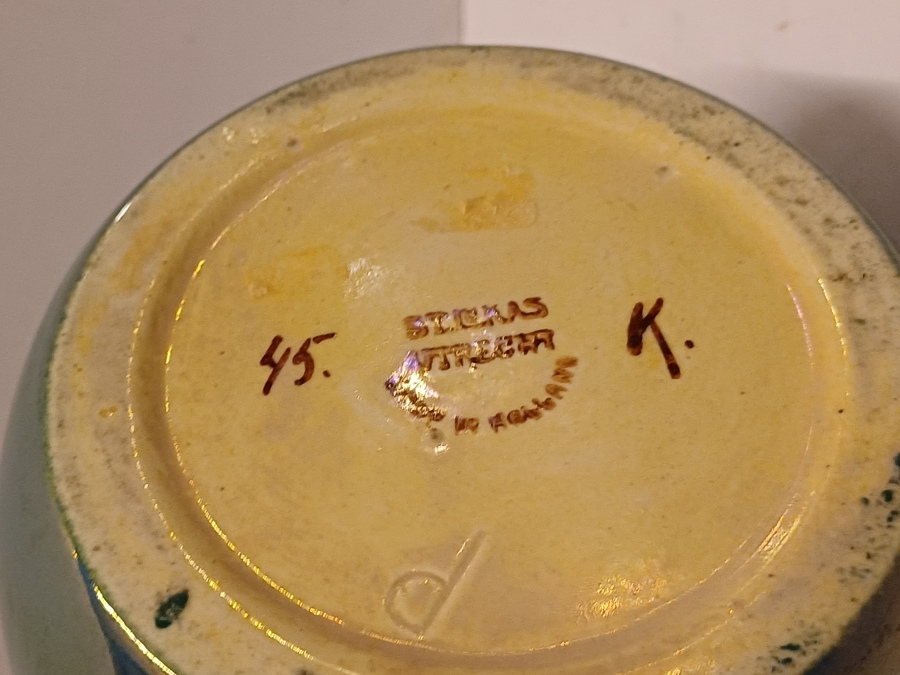 45.
ST.LUKAS
UTRECHT
IN HOLLAND
K.
d